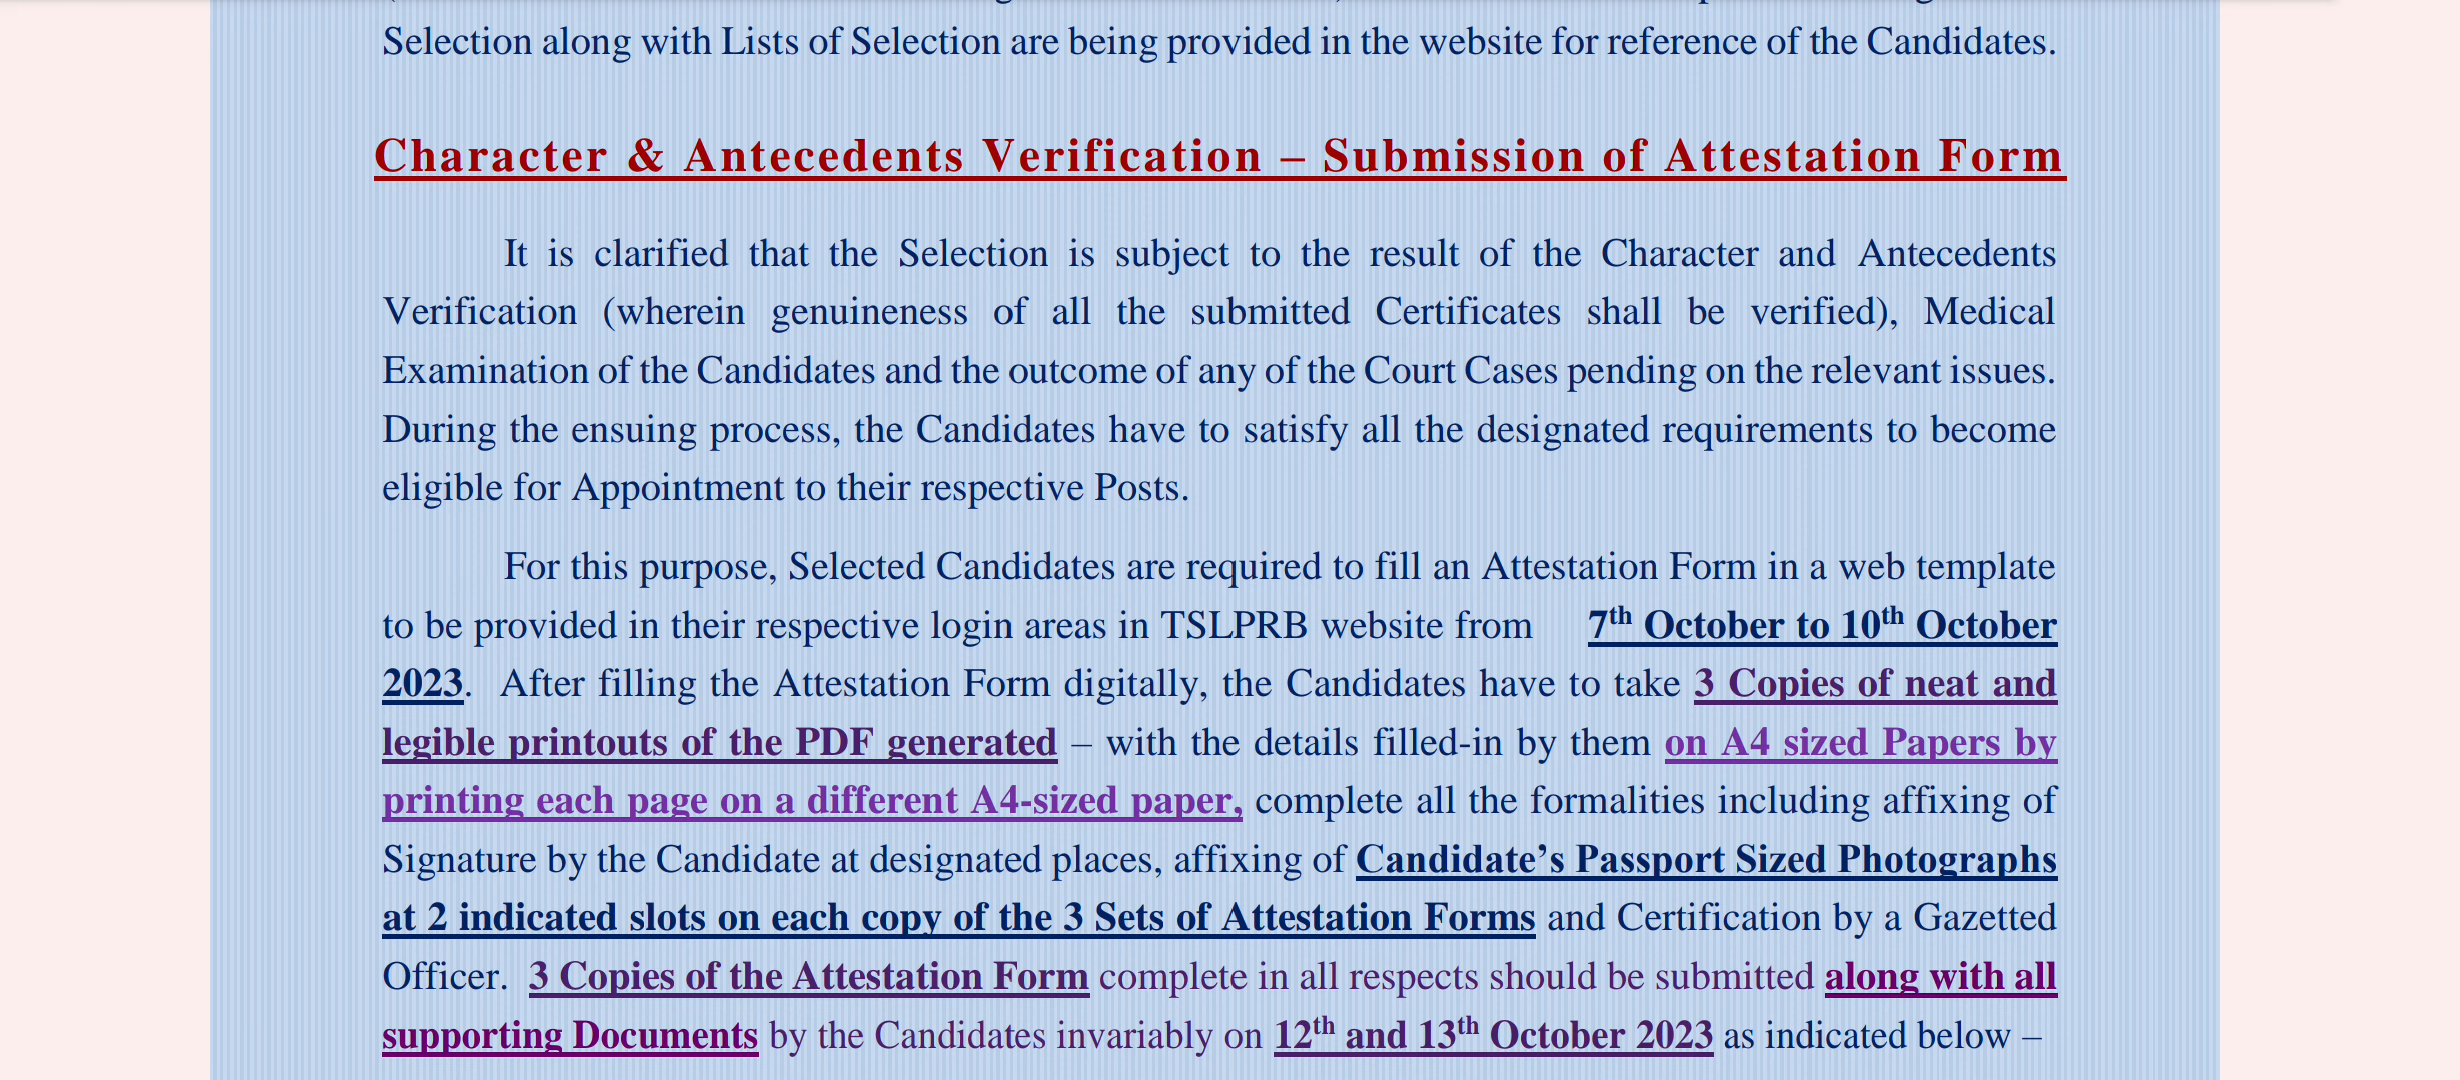 Selection along with Lists of Selection are being provided in the website for reference of the Candidates.
Character & Antecedents Verification – Submission of Attestation Form
It is clarified that the Selection is subject to the result of the Character and Antecedents
Verification (wherein genuineness of all the submitted Certificates shall be verified), Medical
Examination of the Candidates and the outcome of any of the Court Cases pending on the relevant issues.
During the ensuing process, the Candidates have to satisfy all the designated requirements to become
eligible for Appointment to their respective Posts.
For this purpose, Selected Candidates are required to fill an Attestation Form in a web template
to be provided in their respective login areas in TSLPRB website from 7th October to 10th October
2023. After filling the Attestation Form digitally, the Candidates have to take 3 Copies of neat and
legible printouts of the PDF generated – with the details filled-in by them on A4 sized Papers by
printing each page on a different A4-sized paper, complete all the formalities including affixing of
Signature by the Candidate at designated places, affixing of Candidate’s Passport Sized Photographs
at 2 indicated slots on each copy of the 3 Sets of Attestation Forms and Certification by a Gazetted
Officer. 3 Copies of the Attestation Form complete in all respects should be submitted along with all
supporting Documents by the Candidates invariably on 12th and 13th October 2023 as indicated below –